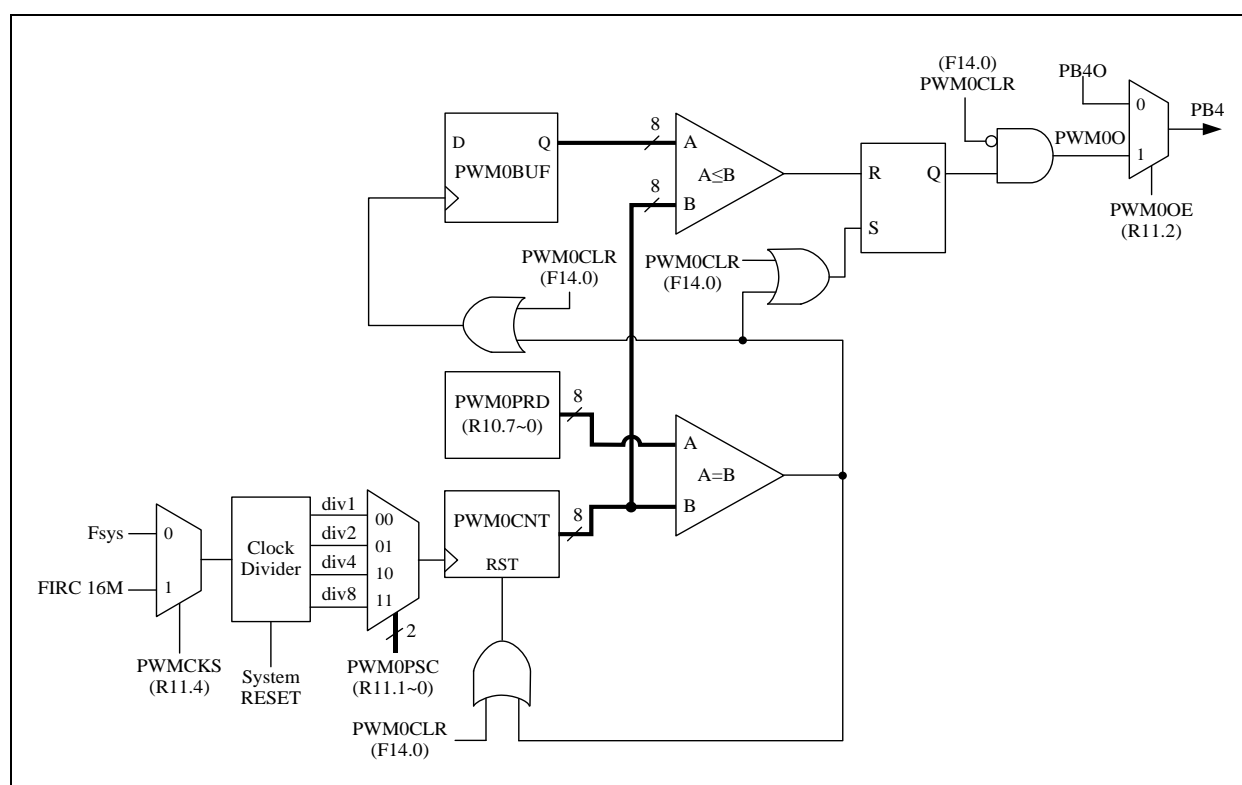 (F14.0)
PWM0CLR
PB4O
0
PB4
PWM0O
1
PWM0OE
(R11.2)
D
Q
PWM0BUF
8
A
A≤B
8
B
R
Q
S
PWM0CLR
(F14.0)
PWM0CLR
(F14.0)
PWM0PRD
(R10.7~0)
8
A
A=B
B
PWM0CNT
8
RST
Fsys
0
FIRC 16M
1
PWMCKS
(R11.4)
Clock
Divider
System
RESET
div1
div2
div4
div8
00
01
10
11
2
PWM0PSC
(R11.1~0)
PWM0CLR
(F14.0)